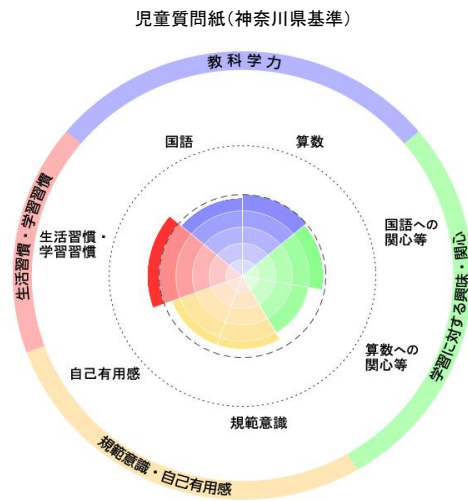 児童質問紙(神奈川県基準)
教科学力
国語
算数
生活習慣・学習習慣
生活習慣・
学習習慣
国語への
関心等
学習に対する興味・関心
算数への
関心等
自己有用感
規範意識
規範意識・自己有用感